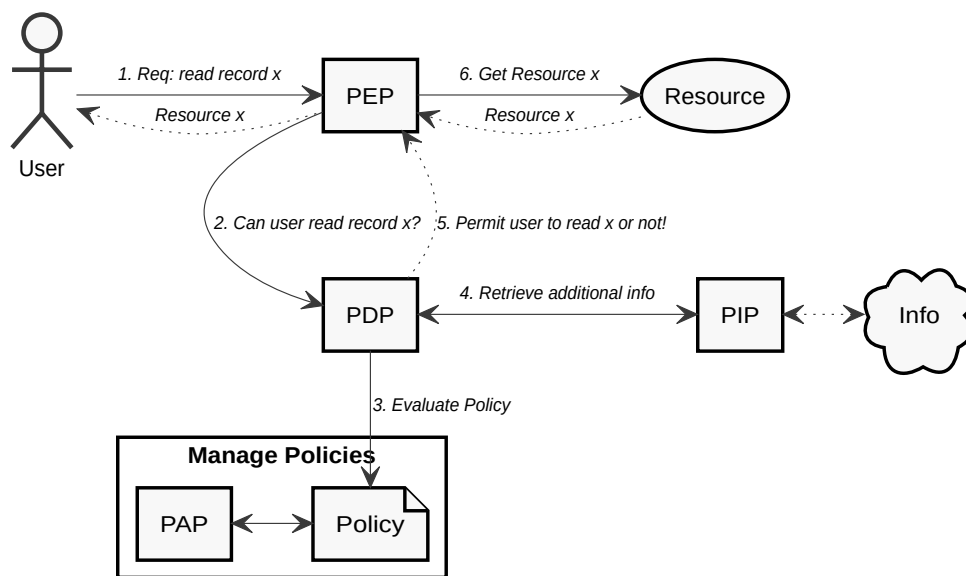 1. Req: read record x
6. Get Resource x
PEP
Resource
Resource x
Resource x
User
2. Can user read record x?
5. Permit user to read x or not!
4. Retrieve additional info
PDP
PIP
Info
3. Evaluate Policy
Manage Policies
PAP
Policy